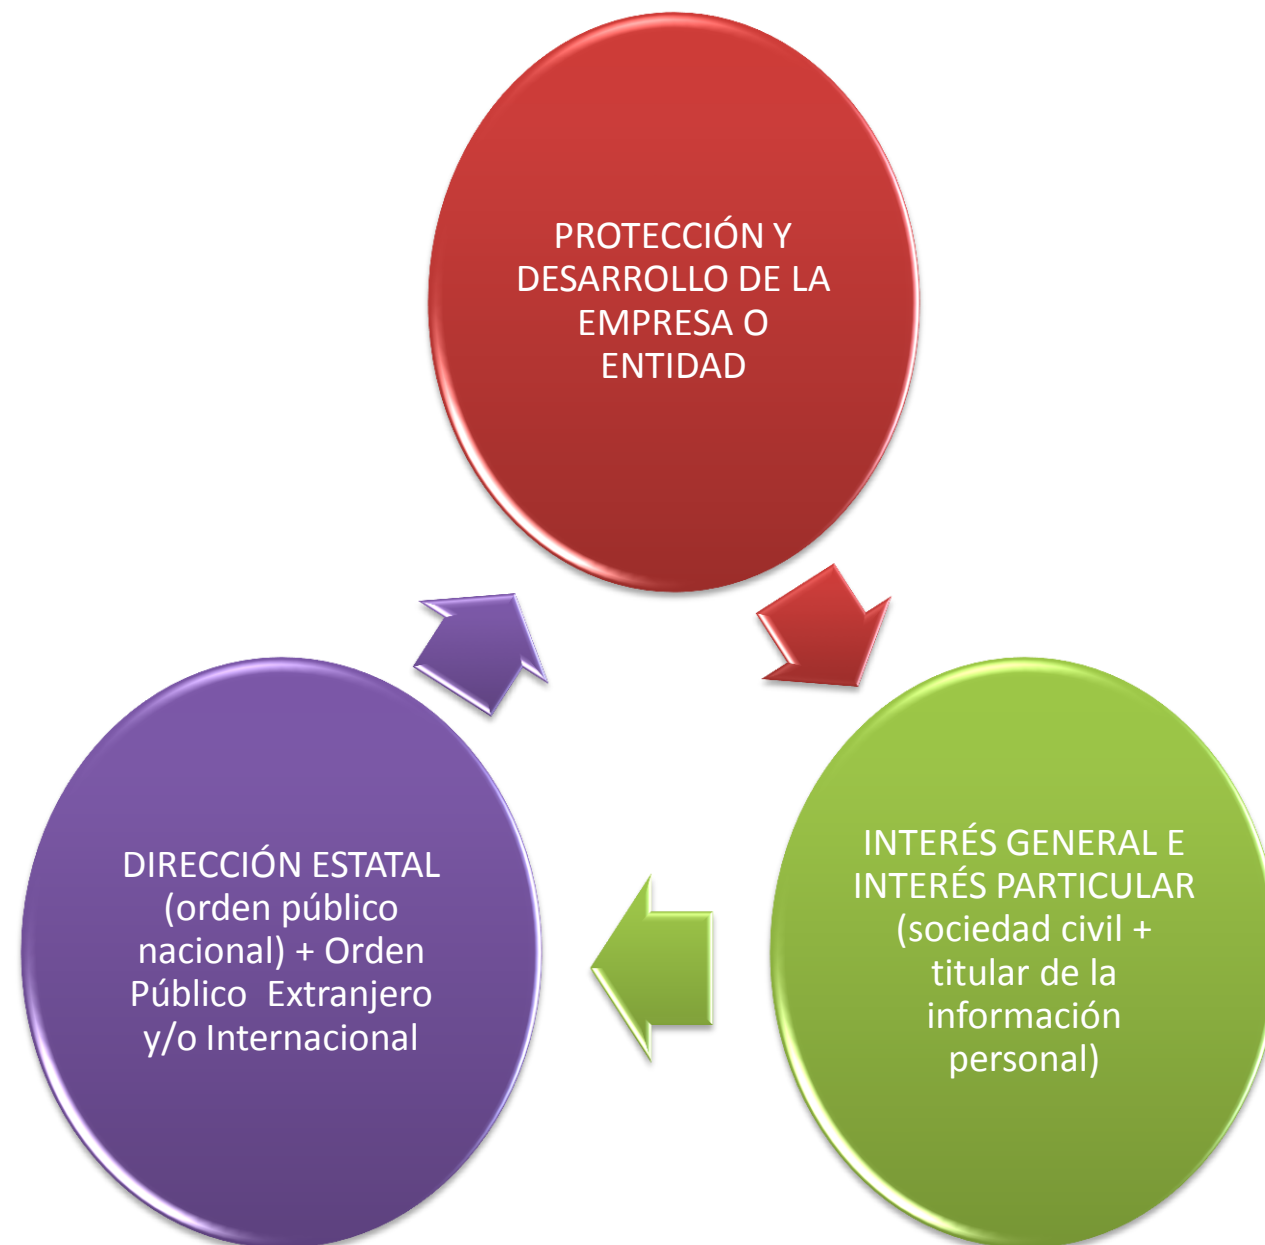 PROTECCIÓN Y
DESARROLLO DE LA
EMPRESA O
ENTIDAD
INTERÉS GENERAL E
INTERÉS PARTICULAR
(sociedad civil +
titular de la
información
personal)
DIRECCIÓN ESTATAL
(orden público
nacional) + Orden
Público  Extranjero
y/o Internacional